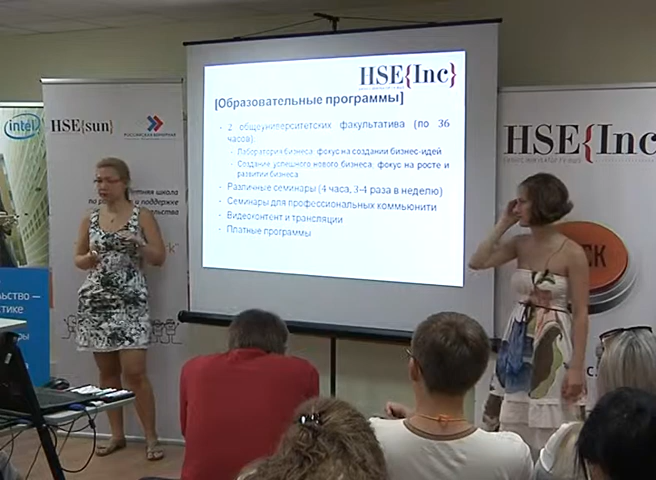 HSE{Inc}
[Образовательные программы]
- 2 общеуниверситетских факультатива (по 36
часов):
- Лаборатория бизнеса: фокус на создании бизнес-идей
- Создание успешного нового бизнеса: фокус на росте и
развитии бизнеса
- Различные семинары (4 часа, 3-4 раза в неделю)
- Семинары для профессиональных коммьюнити
- Видеоконтент и трансляции
- Платные программы
intel
HSE{sun}
HSE{Inc